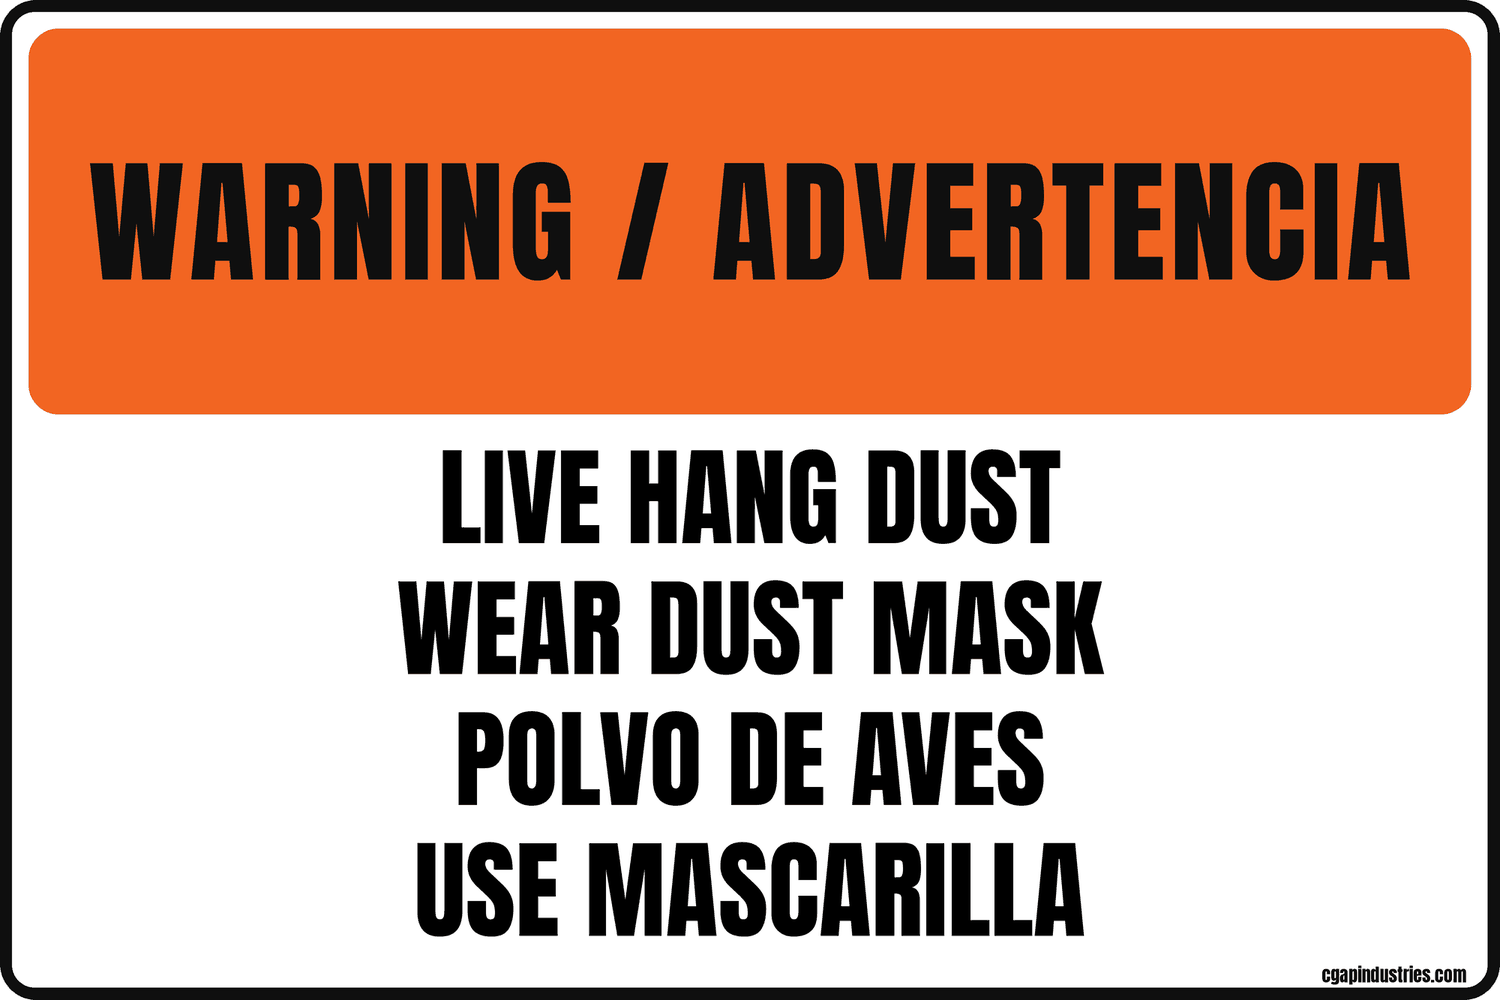 WARNING / ADVERTENCIA
LIVE HANG DUST
WEAR DUST MASK
POLVO DE AVES
USE MASCARILLA
cgapindustries.com